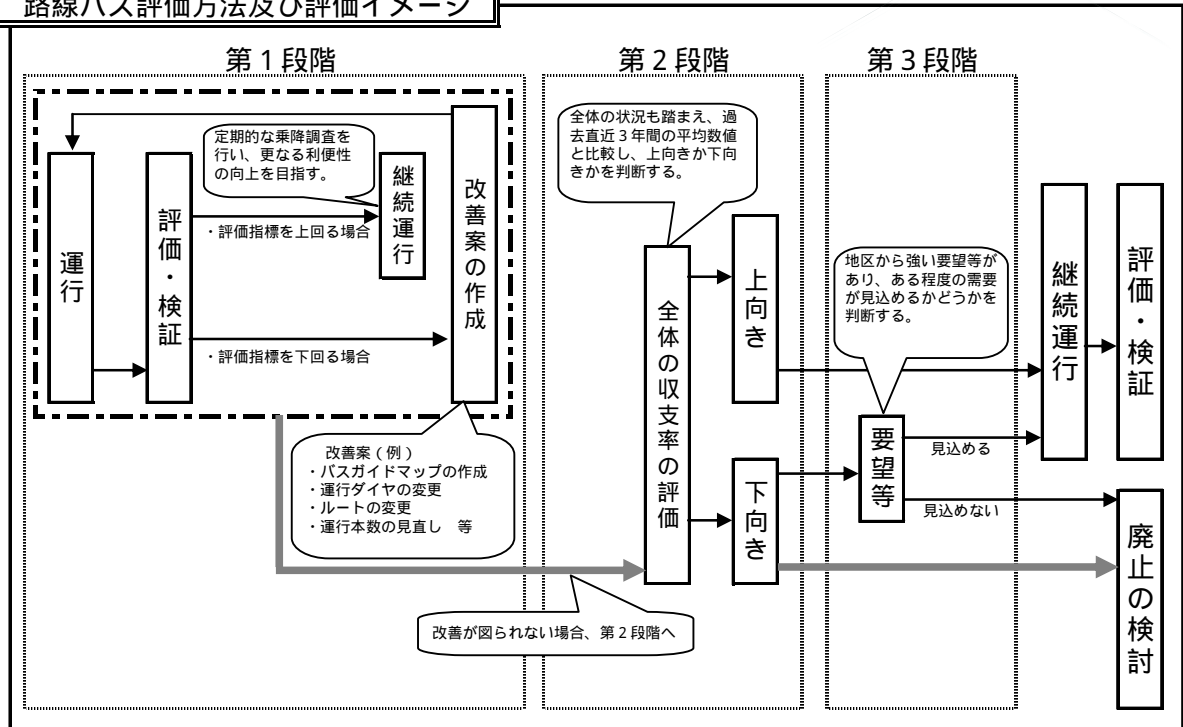 路線バス評価方法及び評価イメージ
第１段階
第２段階
第３段階
運行
評価・検証
定期的な乗降調査を
行い、更なる利便性
の向上を目指す。
・評価指標を上回る場合
継続運行
・評価指標を下回る場合
改善案の作成
改善案（例）
・バスガイドマップの作成
・運行ダイヤの変更
・ルートの変更
・運行本数の見直し　等
改善が図られない場合、第２段階へ
全体の状況も踏まえ、過
去直近３年間の平均数値
と比較し、上向きか下向
きかを判断する。
全体の収支率の評価
上向き
下向き
地区から強い要望等が
あり、ある程度の需要
が見込めるかどうかを
判断する。
要望等
見込める
見込めない
継続運行
評価・検証
廃止の検討